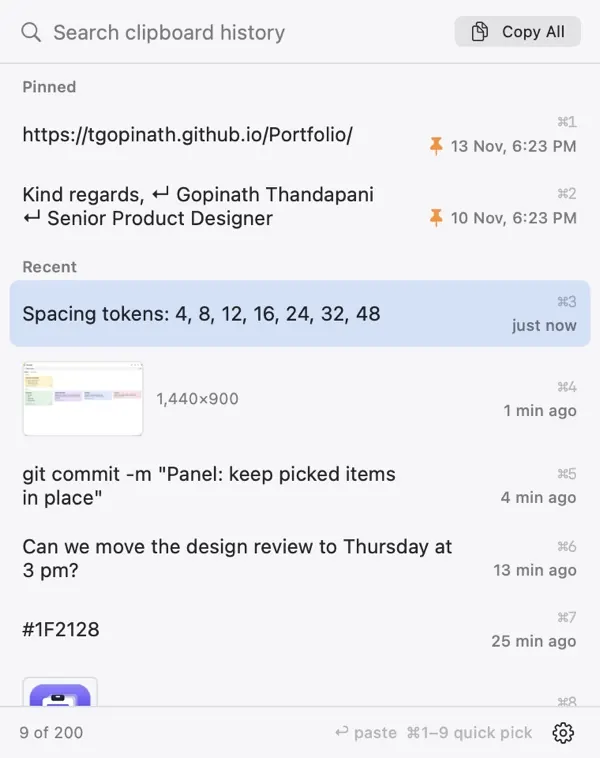 Search clipboard history
Copy All
Pinned
https://tgopinath.github.io/Portfolio/
⌘1
13 Nov, 6:23 PM
Kind regards, ↵ Gopinath Thandapani
↵ Senior Product Designer
⌘2
10 Nov, 6:23 PM
Recent
Spacing tokens: 4, 8, 12, 16, 24, 32, 48
⌘3
just now
1,440×900
⌘4
1 min ago
git commit -m "Panel: keep picked items
in place"
⌘5
4 min ago
Can we move the design review to Thursday at
3 pm?
⌘6
13 min ago
#1F2128
⌘7
25 min ago
⌘8
9 of 200
↩ paste ⌘1–9 quick pick